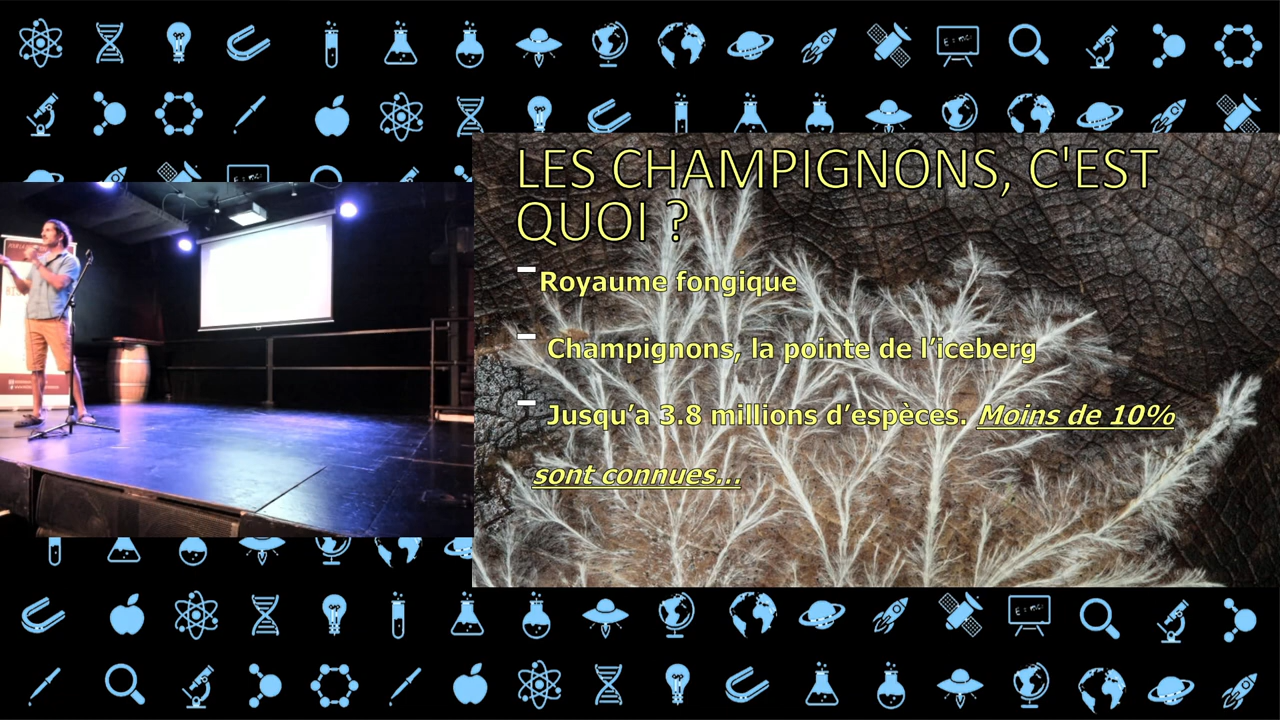 LES CHAMPIGNONS, C'EST
QUOI ?
- Royaume fongique
- Champignons, la pointe de l’iceberg
- Jusqu’a 3.8 millions d’espèces. Moins de 10%
sont connues...